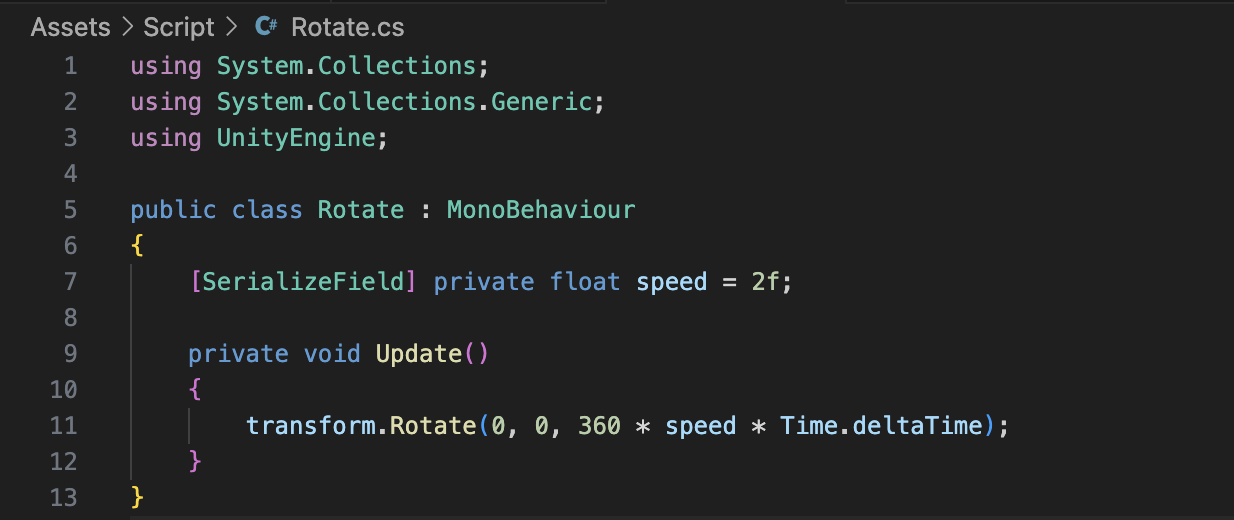 Assets > Script > C# Rotate.cs
1 using System.Collections;
2 using System.Collections.Generic;
3 using UnityEngine;
4
5 public class Rotate : MonoBehaviour
6 {
7     [SerializeField] private float speed = 2f;
8
9     private void Update()
10     {
11         transform.Rotate(0, 0, 360 * speed * Time.deltaTime);
12     }
13 }